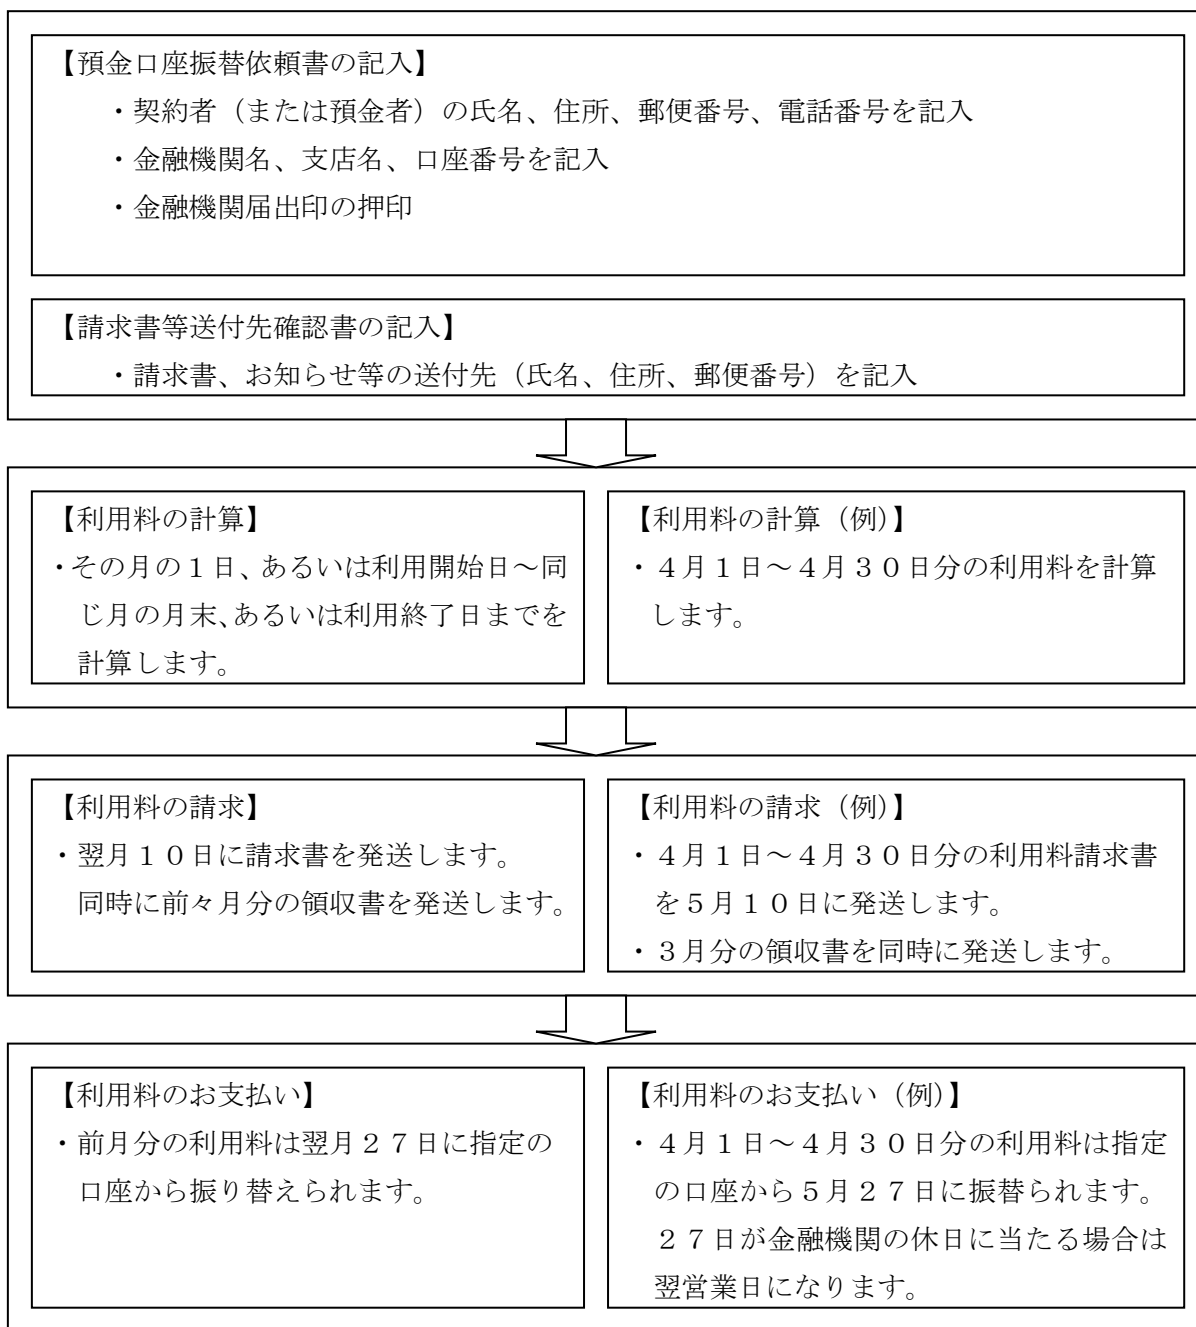 【預金口座振替依頼書の記入】
・契約者（または預金者）の氏名、住所、郵便番号、電話番号を記入
・金融機関名、支店名、口座番号を記入
・金融機関届出印の押印
【請求書等送付先確認書の記入】
・請求書、お知らせ等の送付先（氏名、住所、郵便番号）を記入
【利用料の計算】
・その月の１日、あるいは利用開始日～同
じ月の月末、あるいは利用終了日までを
計算します。
【利用料の計算（例）】
・４月１日～４月３０日分の利用料を計算
します。
【利用料の請求】
・翌月１０日に請求書を発送します。
同時に前々月分の領収書を発送します。
【利用料の請求（例）】
・４月１日～４月３０日分の利用料請求書
を５月１０日に発送します。
・３月分の領収書を同時に発送します。
【利用料のお支払い】
・前月分の利用料は翌月２７日に指定の
口座から振り替えられます。
【利用料のお支払い（例）】
・４月１日～４月３０日分の利用料は指定
の口座から５月２７日に振替られます。
２７日が金融機関の休日に当たる場合は
翌営業日になります。